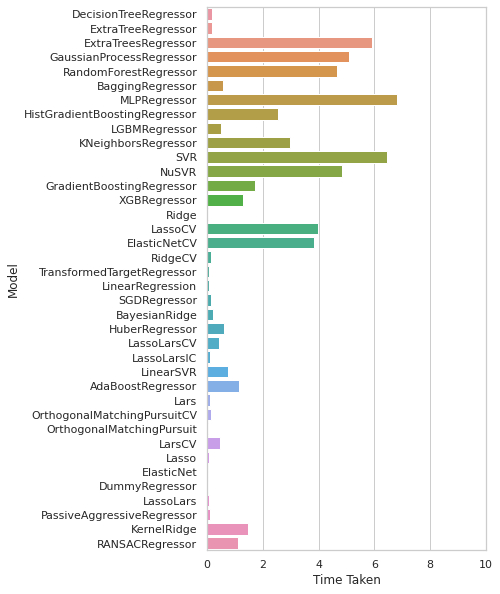 DecisionTreeRegressor
ExtraTreeRegressor
ExtraTreesRegressor
GaussianProcessRegressor
RandomForestRegressor
BaggingRegressor
MLPRegressor
HistGradientBoostingRegressor
LGBMRegressor
KNeighborsRegressor
SVR
NuSVR
GradientBoostingRegressor
XGBRegressor
Ridge
LassoCV
ElasticNetCV
RidgeCV
TransformedTargetRegressor
LinearRegression
SGDRegressor
BayesianRidge
HuberRegressor
LassoLarsCV
LassoLarsIC
LinearSVR
AdaBoostRegressor
Lars
OrthogonalMatchingPursuitCV
OrthogonalMatchingPursuit
LarsCV
Lasso
ElasticNet
DummyRegressor
LassoLars
PassiveAggressiveRegressor
KernelRidge
RANSACRegressor
Model
0 2 4 6 8 10
Time Taken